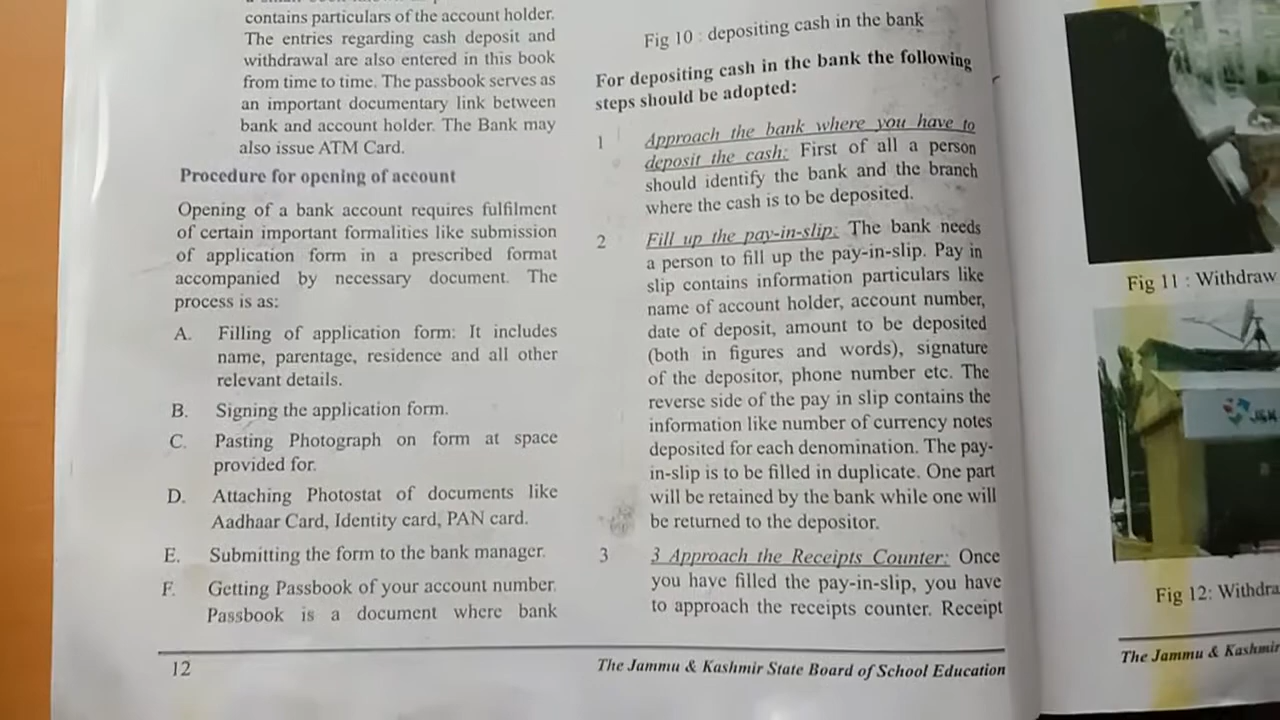 contains particulars of the account holder.
The entries regarding cash deposit and
withdrawal are also entered in this book
from time to time. The passbook serves as
an important documentary link between
bank and account holder. The Bank may
also issue ATM Card.
Procedure for opening of account
Opening of a bank account requires fulfilment
of certain important formalities like submission
of application form in a prescribed format
accompanied by necessary document. The
process is as:
A. Filling of application form: It includes
name, parentage, residence and all other
relevant details.
B. Signing the application form.
C. Pasting Photograph on form at space
provided for.
D. Attaching Photostat of documents like
Aadhaar Card, Identity card, PAN card.
E. Submitting the form to the bank manager.
F. Getting Passbook of your account number.
Passbook is a document where bank
12
Fig 10 : depositing cash in the bank
For depositing cash in the bank the following
steps should be adopted:
1 Approach the bank where you have to
deposit the cash: First of all a person
should identify the bank and the branch
where the cash is to be deposited.
2 Fill up the pay-in-slip: The bank needs
a person to fill up the pay-in-slip. Pay in
slip contains information particulars like
name of account holder, account number,
date of deposit, amount to be deposited
(both in figures and words), signature
of the depositor, phone number etc. The
reverse side of the pay in slip contains the
information like number of currency notes
deposited for each denomination. The pay-
in-slip is to be filled in duplicate. One part
will be retained by the bank while one will
be returned to the depositor.
3 3 Approach the Receipts Counter: Once
you have filled the pay-in-slip, you have
to approach the receipts counter. Receipt
The Jammu & Kashmir State Board of School Education
Fig 11 : Withdraw
J&K
Fig 12: Withdra
The Jammu & Kashmir